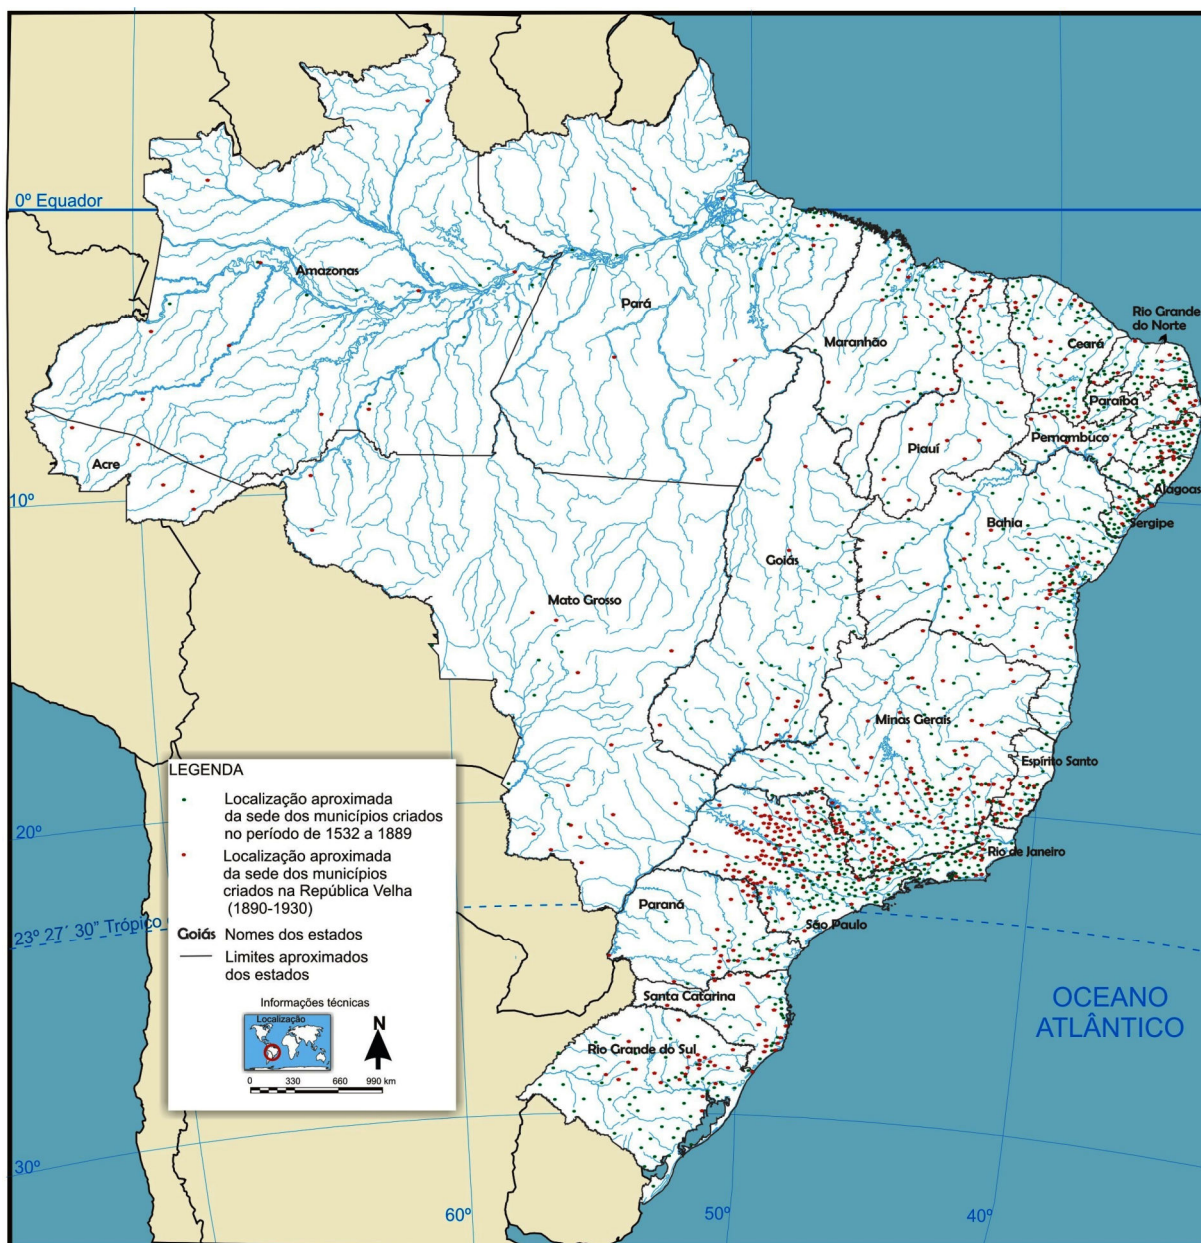 0º Equador
Amazonas
Pará
Maranhão
Rio Grande
do Norte
Ceará
Paraíba
Pernambuco
Piauí
Acre
10º
Alagoas
Sergipe
Bahia
Goiás
Mato Grosso
Minas Gerais
Espírito Santo
LEGENDA
Localização aproximada
da sede dos municípios criados
no período de 1532 a 1889
Localização aproximada
da sede dos municípios
criados na República Velha
(1890-1930)
Goiás Nomes dos estados
Limites aproximados
dos estados
Informações técnicas
Localização
N
0 330 660 990 km
20º
Rio de Janeiro
23º 27' 30" Trópico
Paraná
São Paulo
Santa Catarina
OCEANO
ATLÂNTICO
Rio Grande do Sul
30º
60º
50º
40º